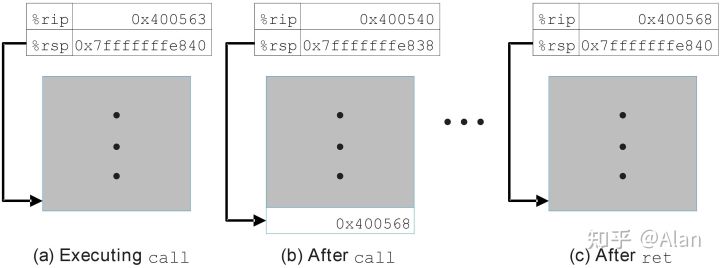 %rip 0x400563
%rsp 0x7fffffffe840
(a) Executing call
%rip 0x400540
%rsp 0x7fffffffe838
0x400568
(b) After call
%rip 0x400568
%rsp 0x7fffffffe840
(c) After ret
知乎 @Alan